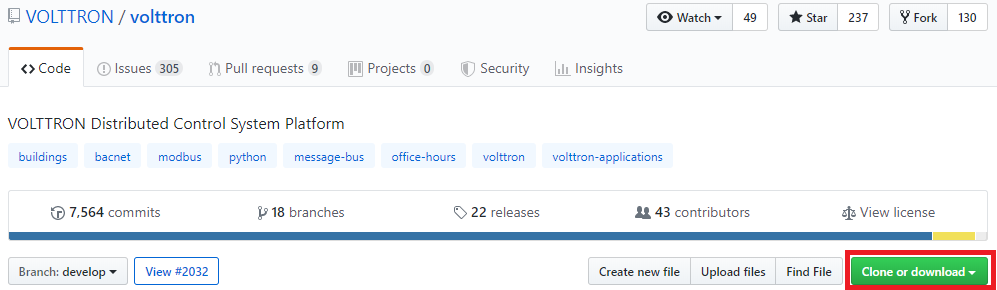 VOLTTRON / volttron Watch 49 Star 237 Fork 130
Code Issues 305 Pull requests 9 Projects 0 Security Insights
VOLTTRON Distributed Control System Platform
buildings bacnet modbus python message-bus office-hours volttron volttron-applications
7,564 commits 18 branches 22 releases 43 contributors View license
Branch: develop View #2032 Create new file Upload files Find File Clone or download